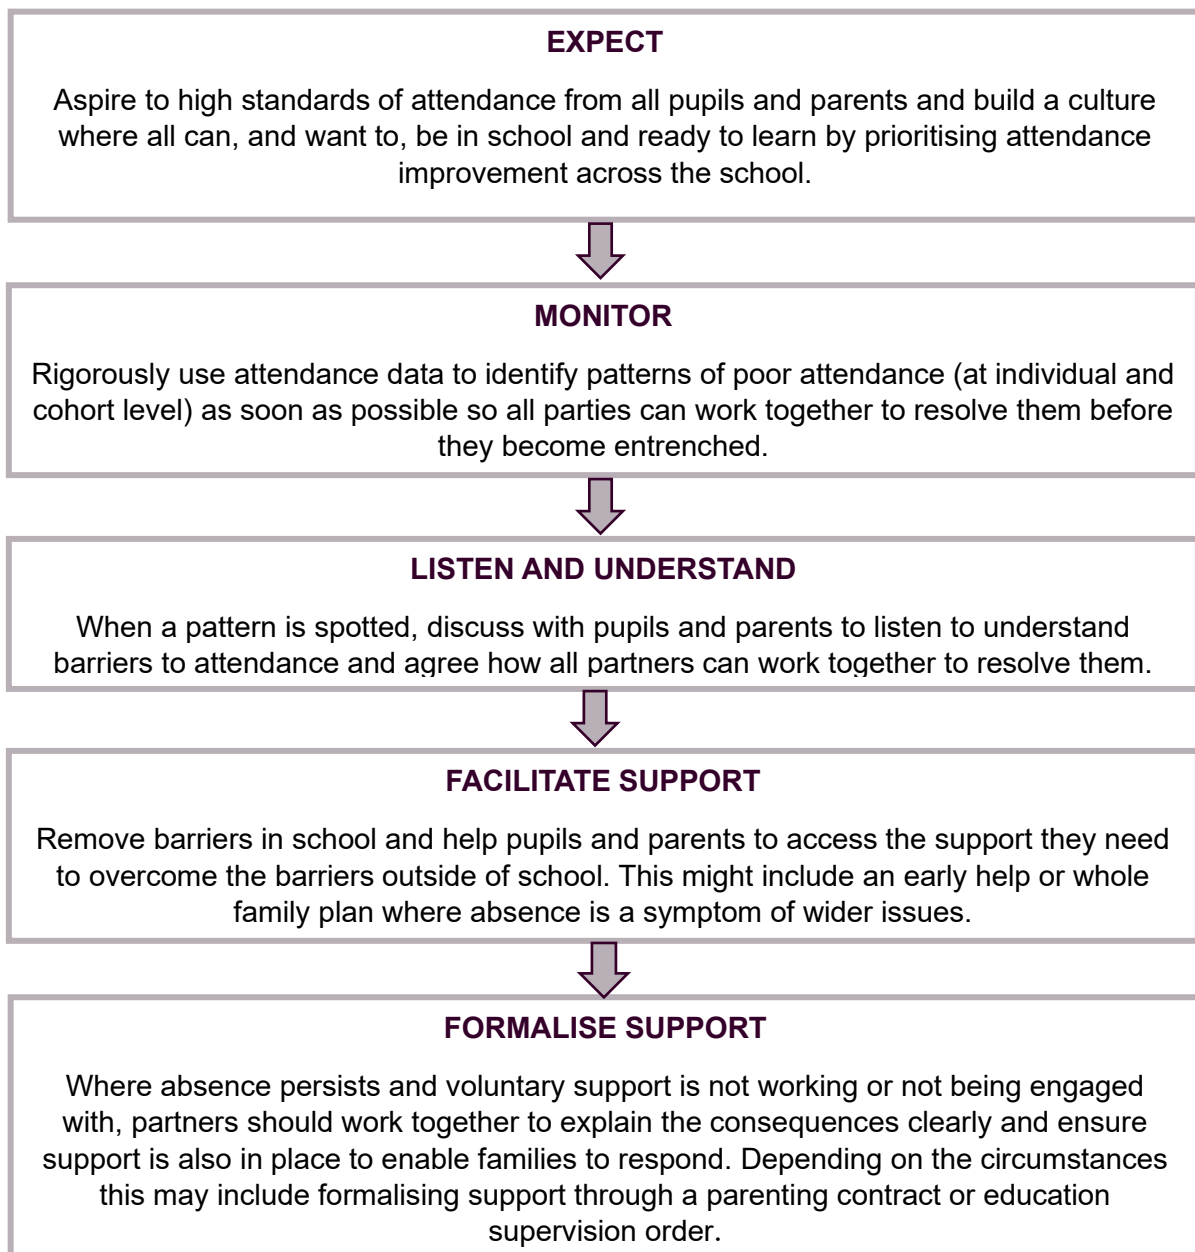 EXPECT
Aspire to high standards of attendance from all pupils and parents and build a culture
where all can, and want to, be in school and ready to learn by prioritising attendance
improvement across the school.
MONITOR
Rigorously use attendance data to identify patterns of poor attendance (at individual and
cohort level) as soon as possible so all parties can work together to resolve them before
they become entrenched.
LISTEN AND UNDERSTAND
When a pattern is spotted, discuss with pupils and parents to listen to understand
barriers to attendance and agree how all partners can work together to resolve them.
FACILITATE SUPPORT
Remove barriers in school and help pupils and parents to access the support they need
to overcome the barriers outside of school. This might include an early help or whole
family plan where absence is a symptom of wider issues.
FORMALISE SUPPORT
Where absence persists and voluntary support is not working or not being engaged
with, partners should work together to explain the consequences clearly and ensure
support is also in place to enable families to respond. Depending on the circumstances
this may include formalising support through a parenting contract or education
supervision order.